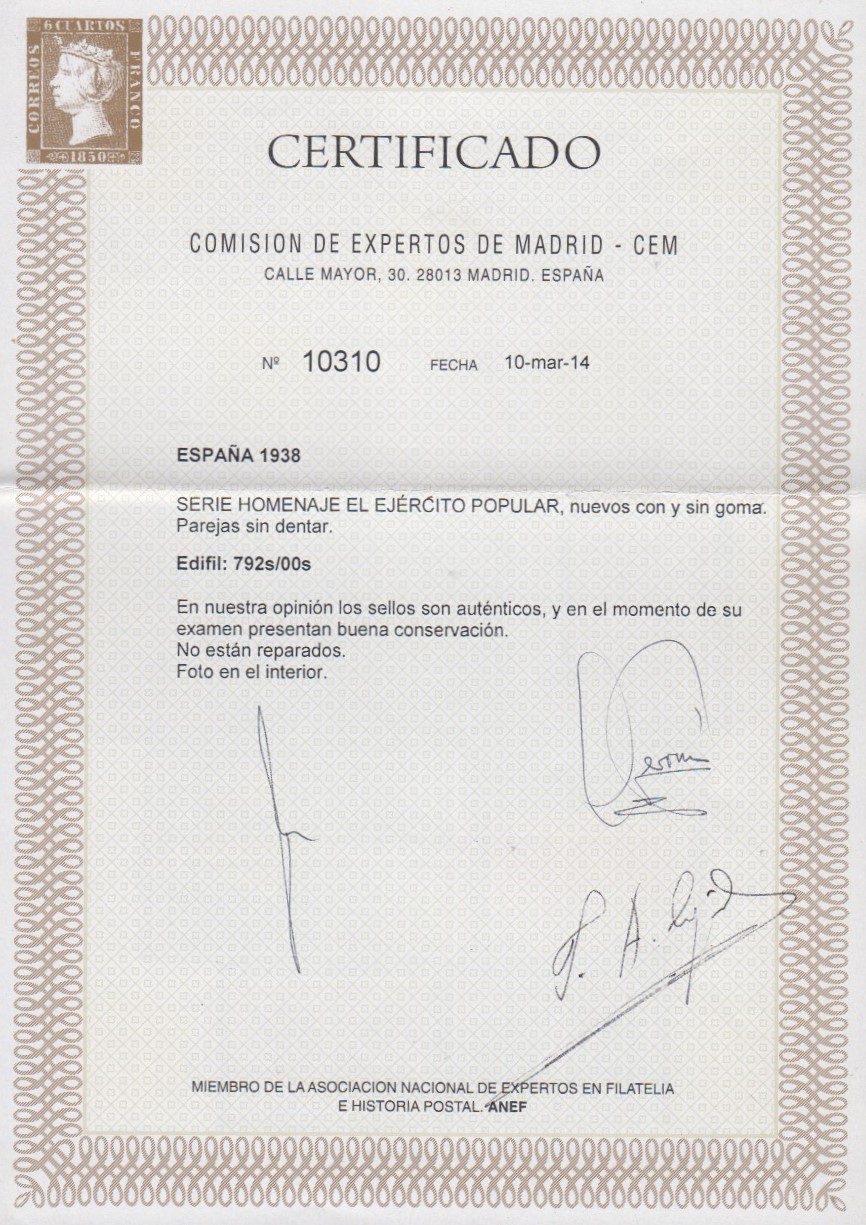 6 CUARTOS
CORREOS
FRANCO
1850
CERTIFICADO
COMISION DE EXPERTOS DE MADRID - CEM
CALLE MAYOR, 30. 28013 MADRID. ESPAÑA
Nº 10310 FECHA 10-mar-14
ESPAÑA 1938
SERIE HOMENAJE EL EJÉRCITO POPULAR, nuevos con y sin goma.
Parejas sin dentar.
Edifil: 792s/00s
En nuestra opinión los sellos son auténticos, y en el momento de su
examen presentan buena conservación.
No están reparados.
Foto en el interior.
MIEMBRO DE LA ASOCIACION NACIONAL DE EXPERTOS EN FILATELIA
E HISTORIA POSTAL. ANEF